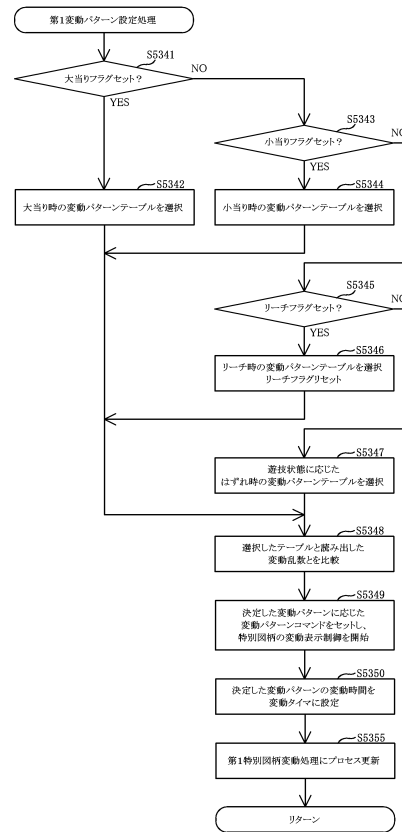 第1変動パターン設定処理
S5341
大当りフラグセット?
NO
YES
S5343
小当りフラグセット?
NO
YES
S5342
大当り時の変動パターンテーブルを選択
S5344
小当り時の変動パターンテーブルを選択
S5345
リーチフラグセット?
NO
YES
S5346
リーチ時の変動パターンテーブルを選択
リーチフラグリセット
S5347
遊技状態に応じた
はずれ時の変動パターンテーブルを選択
S5348
選択したテーブルと読み出した
変動乱数とを比較
S5349
決定した変動パターンに応じた
変動パターンコマンドをセットし、
特別図柄の変動表示制御を開始
S5350
決定した変動パターンの変動時間を
変動タイマに設定
S5355
第1特別図柄変動処理にプロセス更新
リターン